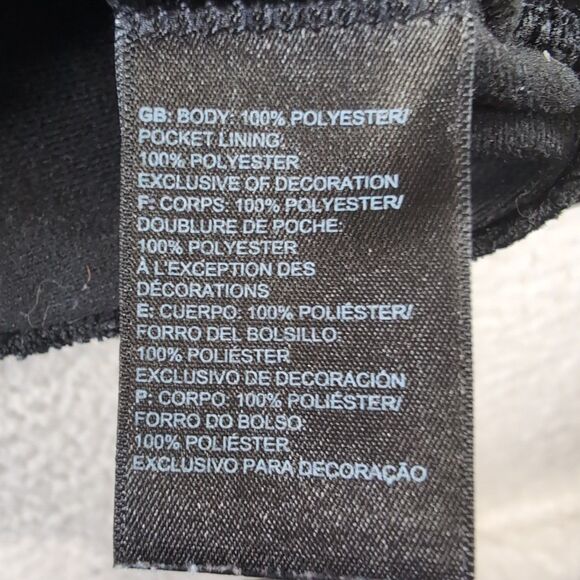 GB: BODY: 100% POLYESTER/
POCKET LINING:
100% POLYESTER
EXCLUSIVE OF DECORATION
F: CORPS: 100% POLYESTER/
DOUBLURE DE POCHE:
100% POLYESTER
À L'EXCEPTION DES
DÉCORATIONS
E: CUERPO: 100% POLIÉSTER/
FORRO DEL BOLSILLO:
100% POLIÉSTER
EXCLUSIVO DE DECORACIÓN
P: CORPO: 100% POLIÉSTER/
FORRO DO BOLSO:
100% POLIÉSTER
EXCLUSIVO PARA DECORAÇÃO